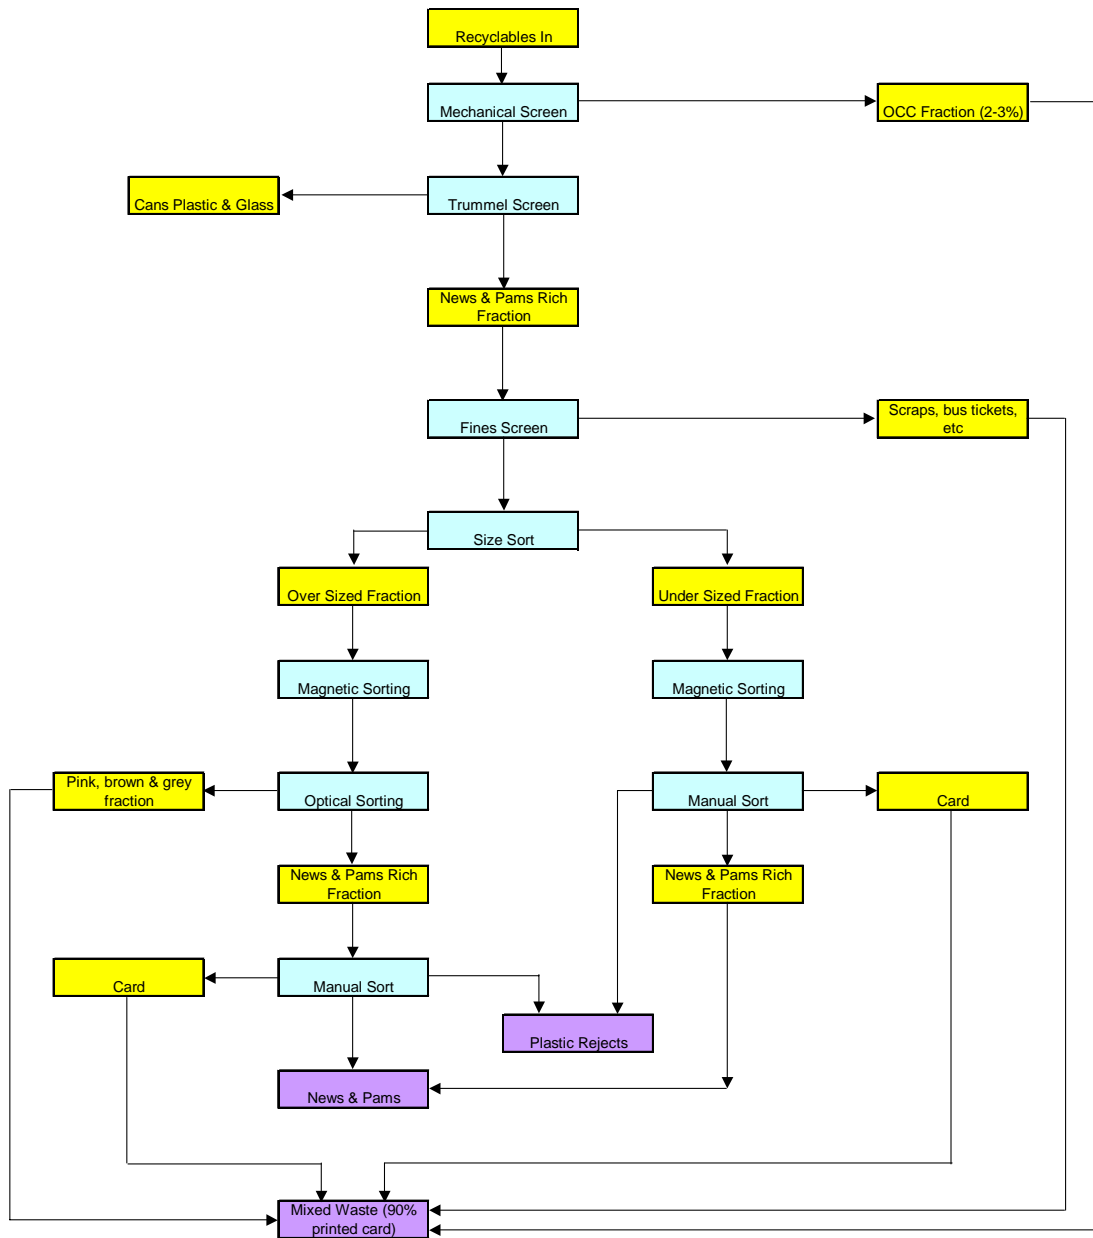 Recyclables In
Mechanical Screen
OCC Fraction (2-3%)
Cans Plastic & Glass
Trummel Screen
News & Pams Rich
Fraction
Fines Screen
Scraps, bus tickets,
etc
Size Sort
Over Sized Fraction
Under Sized Fraction
Magnetic Sorting
Magnetic Sorting
Pink, brown & grey
fraction
Optical Sorting
Manual Sort
Card
News & Pams Rich
Fraction
News & Pams Rich
Fraction
Card
Manual Sort
Plastic Rejects
News & Pams
Mixed Waste (90%
printed card)